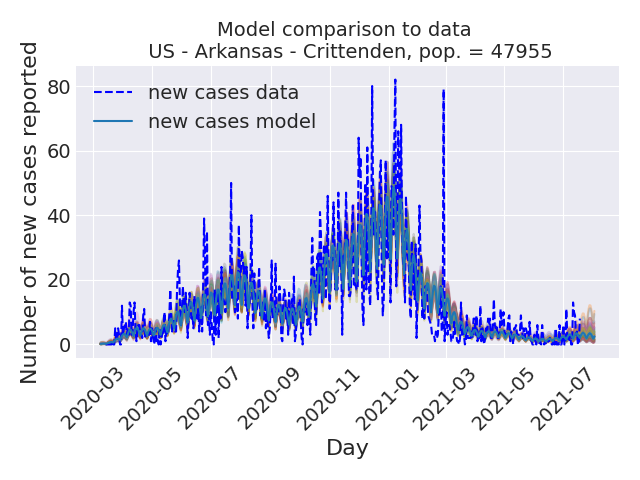 Model comparison to data
US - Arkansas - Crittenden, pop. = 47955
Number of new cases reported
80
60
40
20
0
new cases data
new cases model
2020-03
2020-05
2020-07
2020-09
2020-11
2021-01
2021-03
2021-05
2021-07
Day